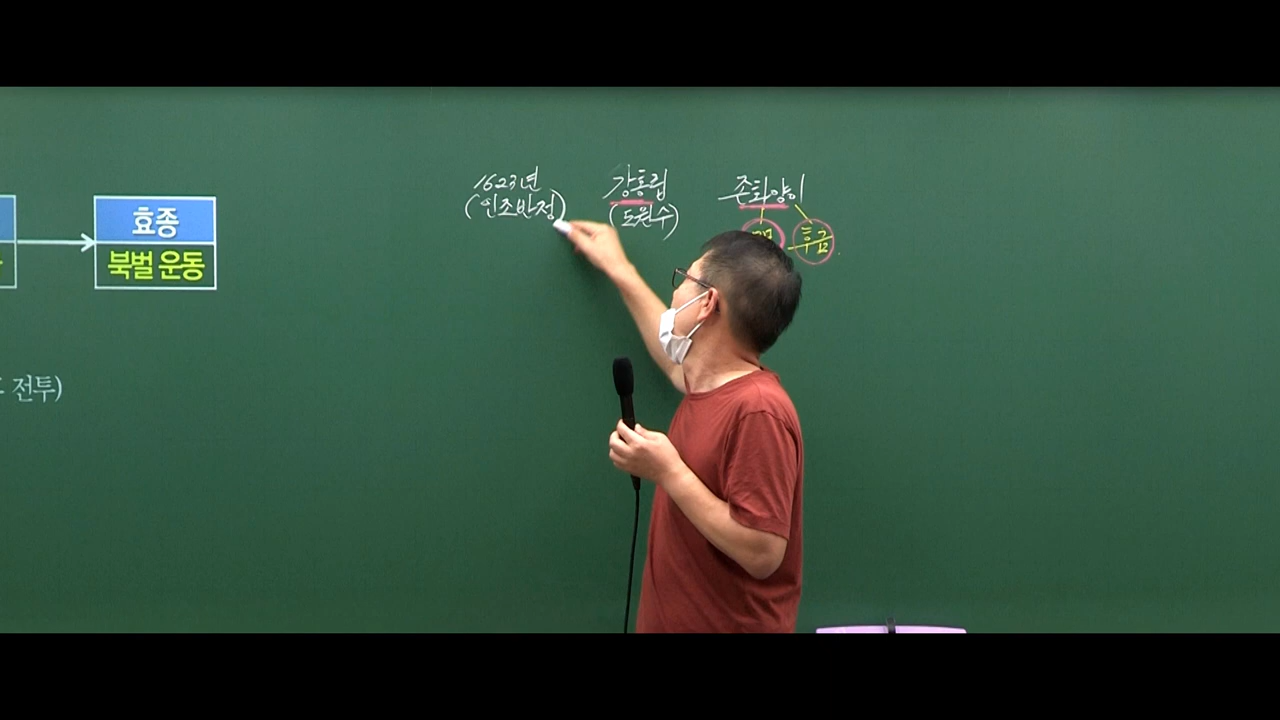 효종
북벌 운동
전투)
1623년
(인조반정)
강홍립
(도원수)
존화양이
후금